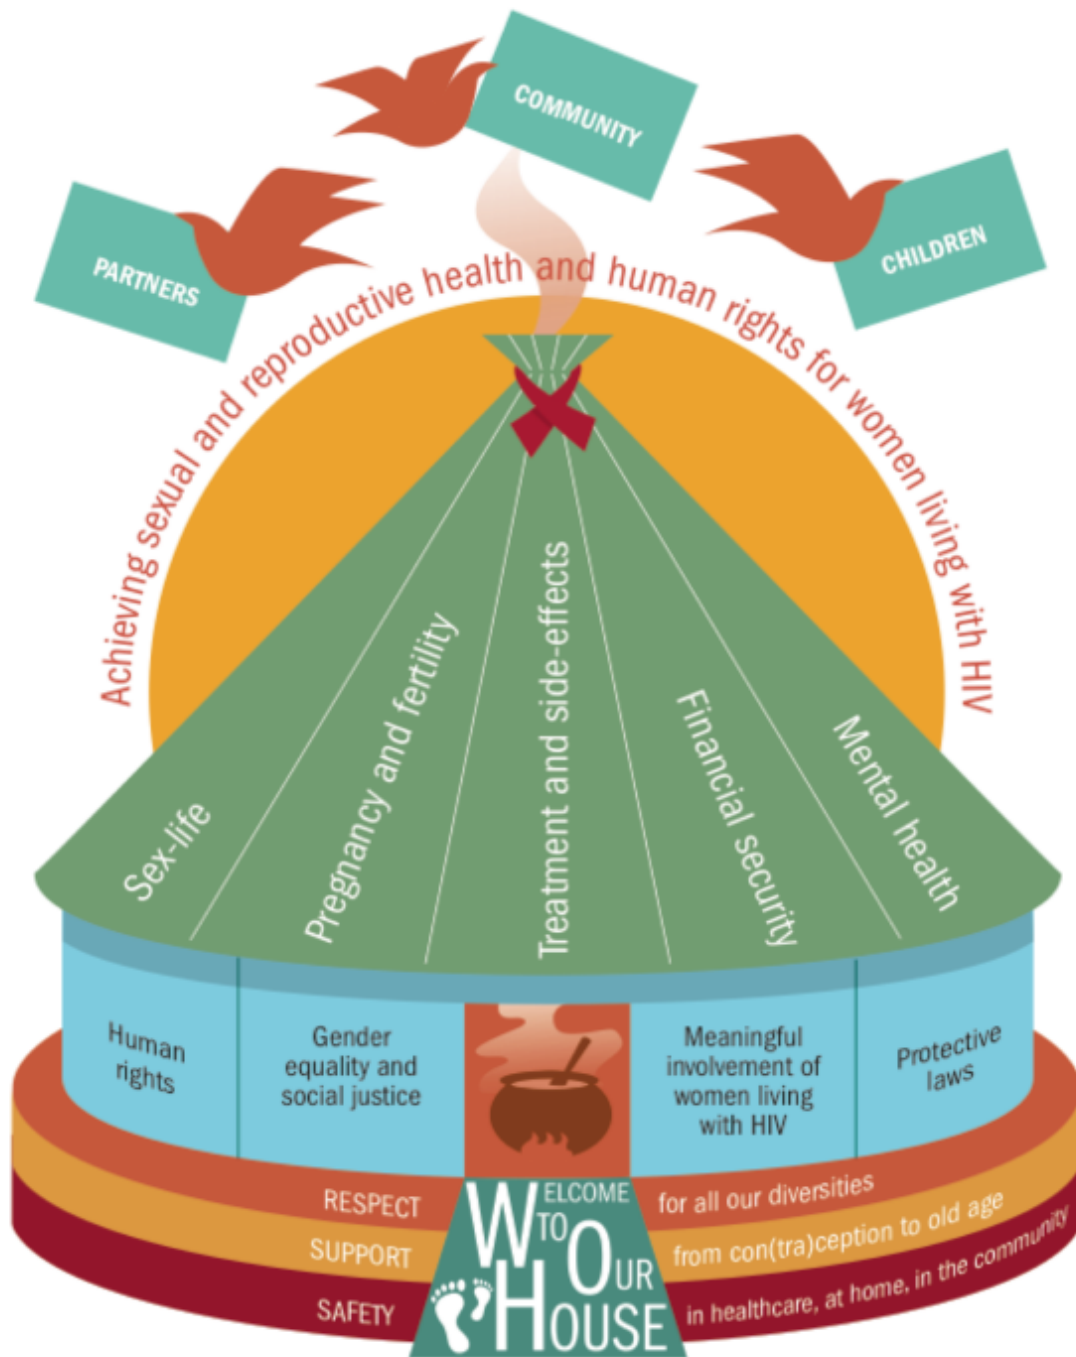 COMMUNITY
PARTNERS
CHILDREN
Achieving sexual and reproductive health and human rights for women living with HIV
Sex-life
Pregnancy and fertility
Treatment and side-effects
Financial security
Mental health
Human
rights
Gender
equality and
social justice
Meaningful
involvement of
women living
with HIV
Protective
laws
RESPECT for all our diversities
SUPPORT from con(tra)ception to old age
SAFETY in healthcare, at home, in the community
WELCOME
TO
OUR
HOUSE